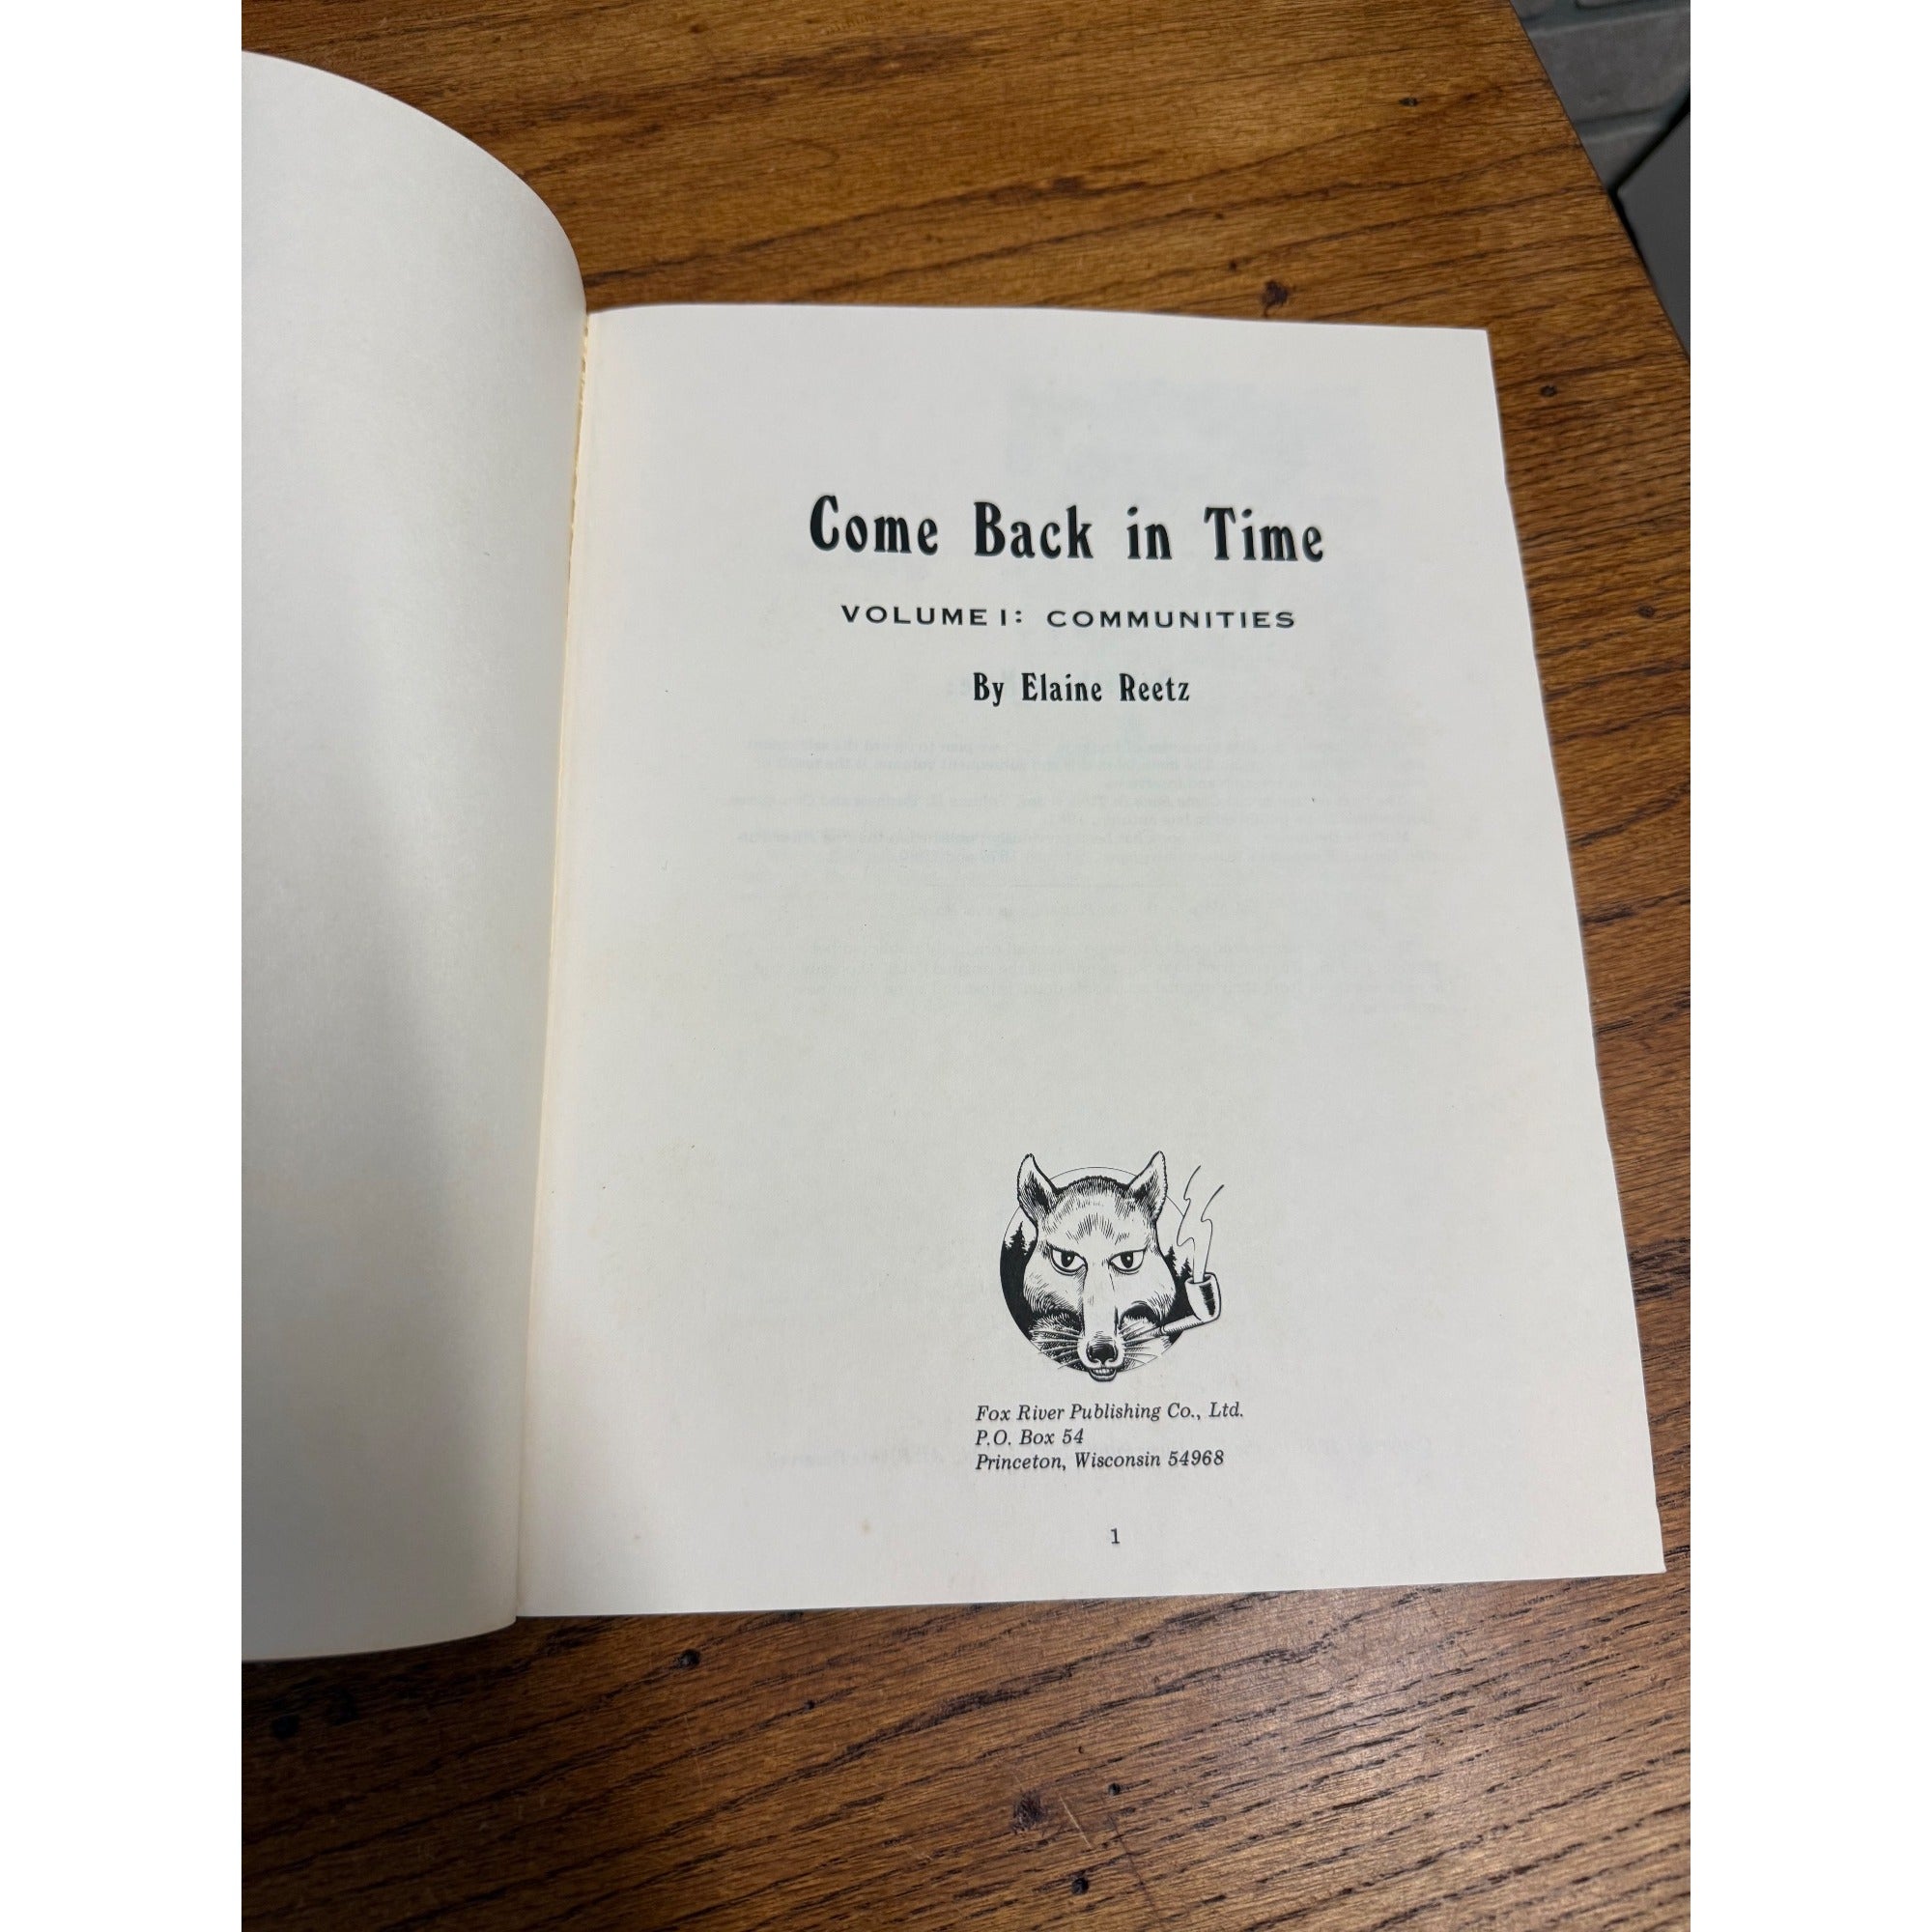 Come Back in Time
VOLUME I: COMMUNITIES
By Elaine Reetz
Fox River Publishing Co., Ltd.
P.O. Box 54
Princeton, Wisconsin 54968
1